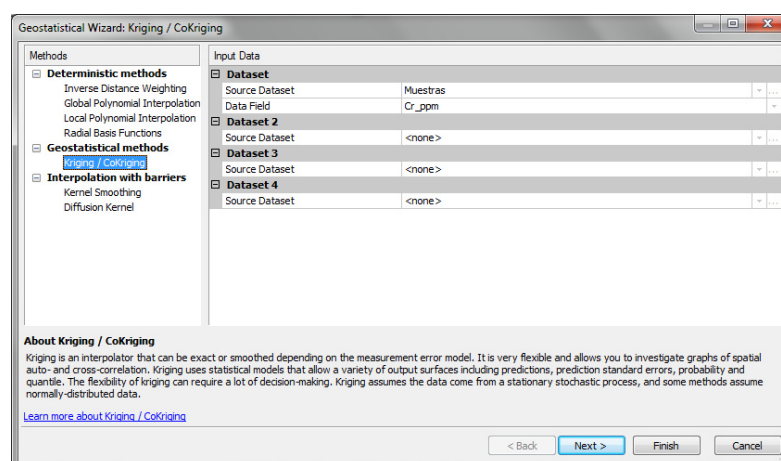 Geostatistical Wizard: Kriging / CoKriging
Methods
Deterministic methods
Inverse Distance Weighting
Global Polynomial Interpolation
Local Polynomial Interpolation
Radial Basis Functions
Geostatistical methods
Kriging / CoKriging
Interpolation with barriers
Kernel Smoothing
Diffusion Kernel
Input Data
Dataset
Source Dataset Muestras
Data Field Cr_ppm
Dataset 2
Source Dataset <none>
Dataset 3
Source Dataset <none>
Dataset 4
Source Dataset <none>
About Kriging / CoKriging
Kriging is an interpolator that can be exact or smoothed depending on the measurement error model. It is very flexible and allows you to investigate graphs of spatial
auto- and cross-correlation. Kriging uses statistical models that allow a variety of output surfaces including predictions, prediction standard errors, probability and
quantile. The flexibility of kriging can require a lot of decision-making. Kriging assumes the data come from a stationary stochastic process, and some methods assume
normally-distributed data.
Learn more about Kriging / CoKriging
< Back Next > Finish Cancel